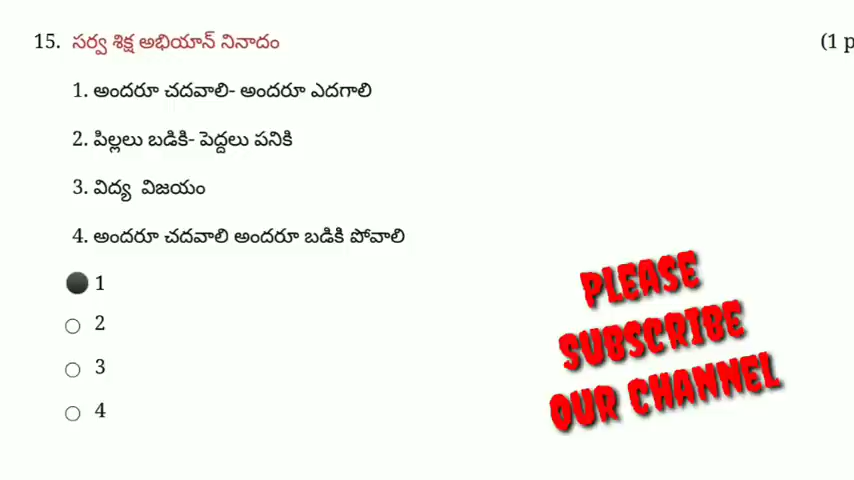 15. సర్వ శిక్ష అభియాన్ నినాదం (1 p
1. అందరూ చదవాలి- అందరూ ఎదగాలి
2. పిల్లలు బడికి- పెద్దలు పనికి
3. విద్య విజయం
4. అందరూ చదవాలి అందరూ బడికి పోవాలి
1
2
3
4
PLEASE
SUBSCRIBE
OUR CHANNEL